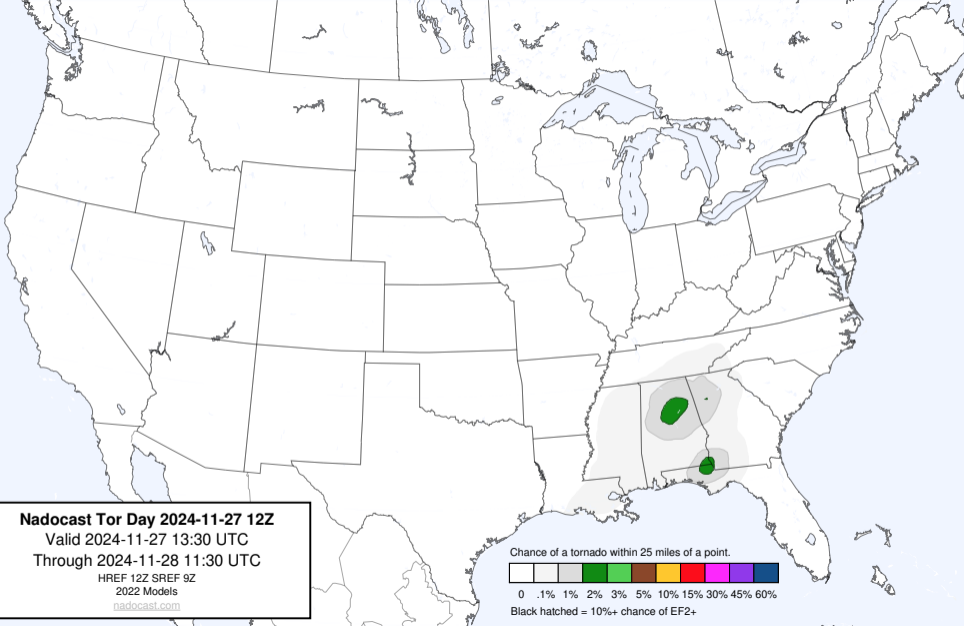 Nadocast Tor Day 2024-11-27 12Z
Valid 2024-11-27 13:30 UTC
Through 2024-11-28 11:30 UTC
HREF 12Z SREF 9Z
2022 Models
nadocast.com
Chance of a tornado within 25 miles of a point.
0 .1% 1% 2% 3% 5% 10% 15% 30% 45% 60%
Black hatched = 10%+ chance of EF2+